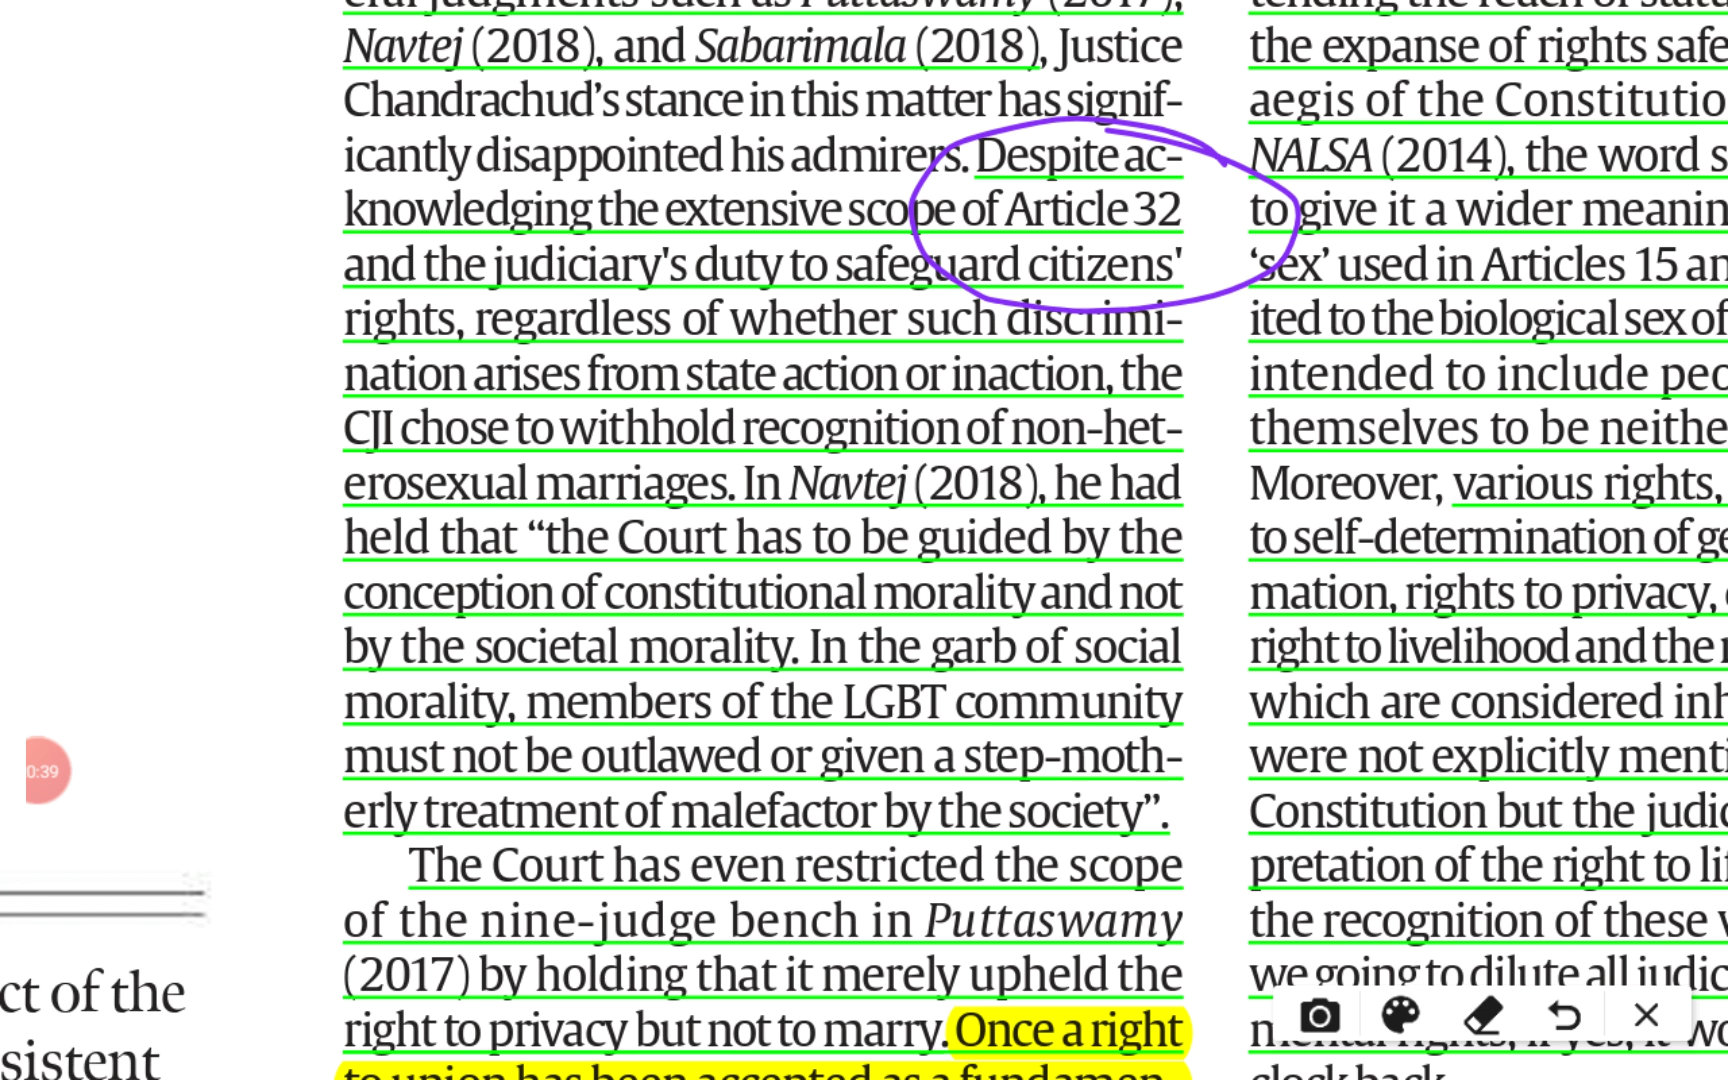 Navtej (2018), and Sabarimala (2018), Justice
Chandrachud's stance in this matter has signif-
icantly disappointed his admirers. Despite ac-
knowledging the extensive scope of Article 32
and the judiciary's duty to safeguard citizens'
rights, regardless of whether such discrimi-
nation arises from state action or inaction, the
CJI chose to withhold recognition of non-het-
erosexual marriages. In Navtej (2018), he had
held that “the Court has to be guided by the
conception of constitutional morality and not
by the societal morality. In the garb of social
morality, members of the LGBT community
must not be outlawed or given a step-moth-
erly treatment of malefactor by the society”.
The Court has even restricted the scope
of the nine-judge bench in Puttaswamy
(2017) by holding that it merely upheld the
right to privacy but not to marry. Once a right
to union has been accepted as a fundamen-
the expanse of rights safe
aegis of the Constitutio
NALSA (2014), the word s
to give it a wider meanin
‘sex’ used in Articles 15 an
ited to the biological sex of
intended to include peo
themselves to be neithe
Moreover, various rights,
to self-determination of ge
mation, rights to privacy,
right to livelihood and the r
which are considered inh
were not explicitly menti
Constitution but the judic
pretation of the right to li
the recognition of these
we going to dilute all judic
clock back
0:39
ct of the
sistent